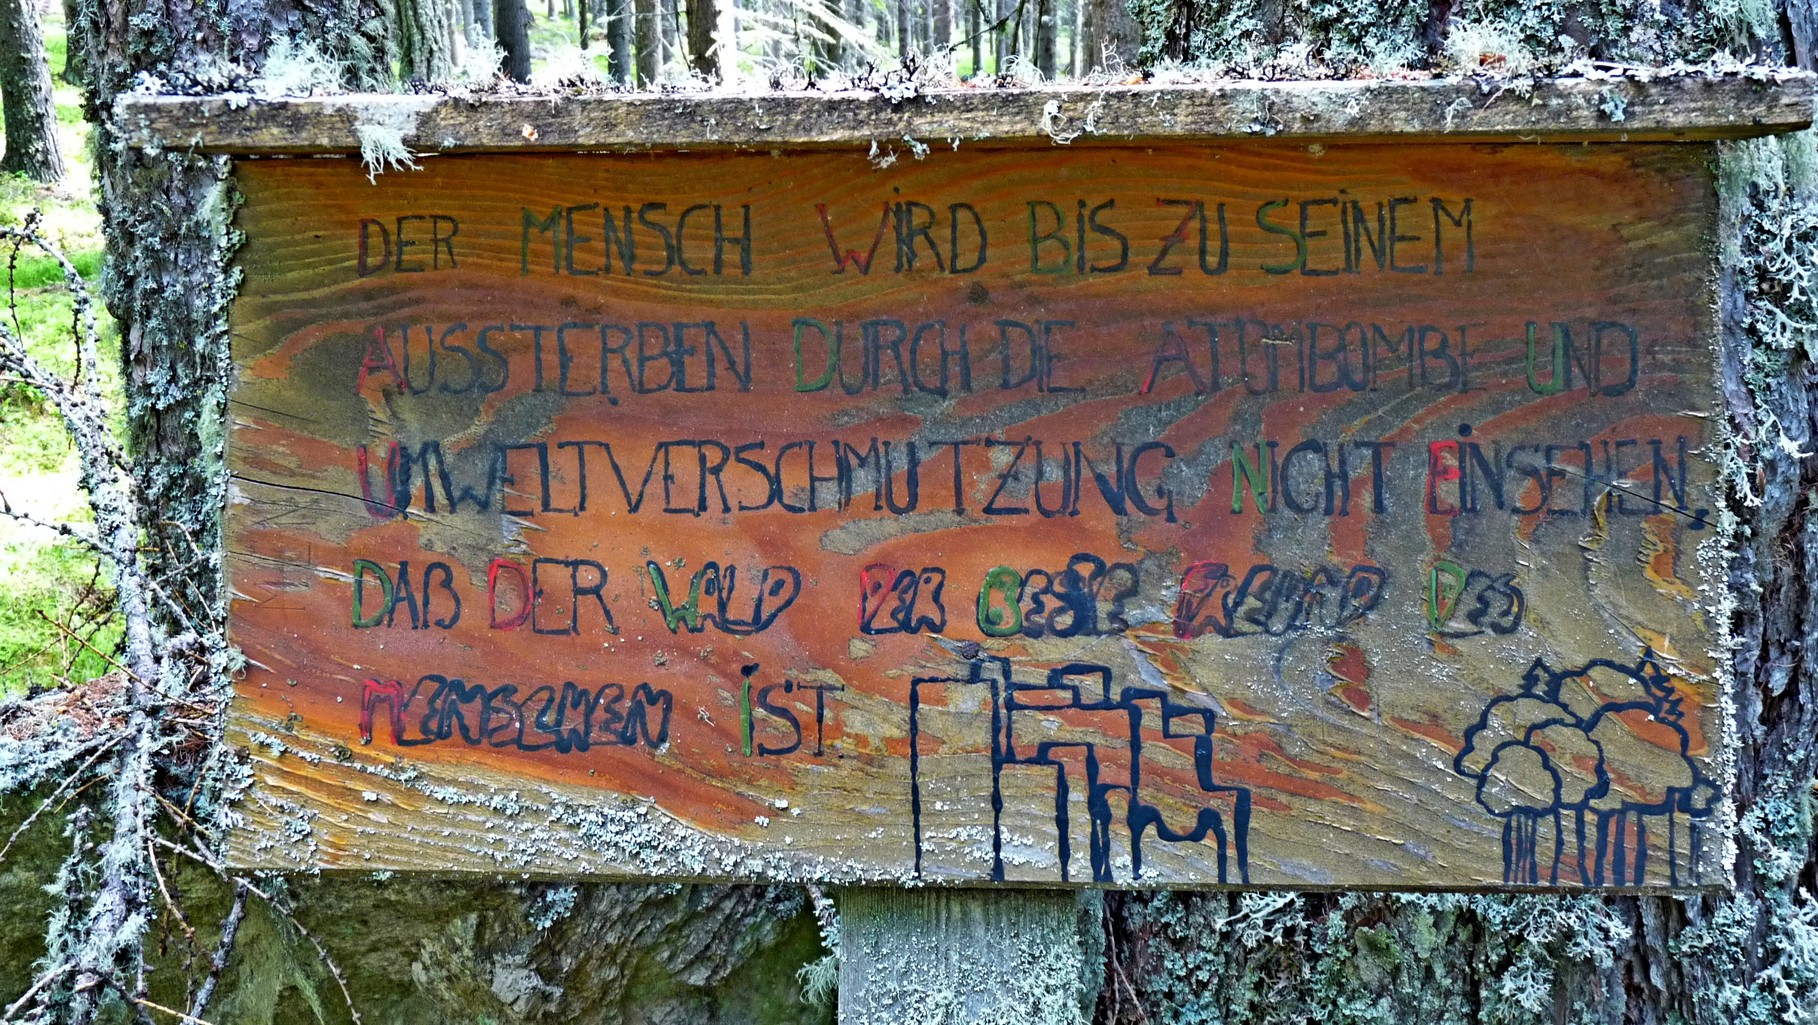 DER MENSCH WIRD BIS ZU SEINEM
AUSSTERBEN DURCH DIE ATOMBOMBE UND
UMWELTVERSCHMUTZUNG NICHT EINSEHEN,
DAß DER WALD DER BESTE FREUND DES
MENSCHEN IST